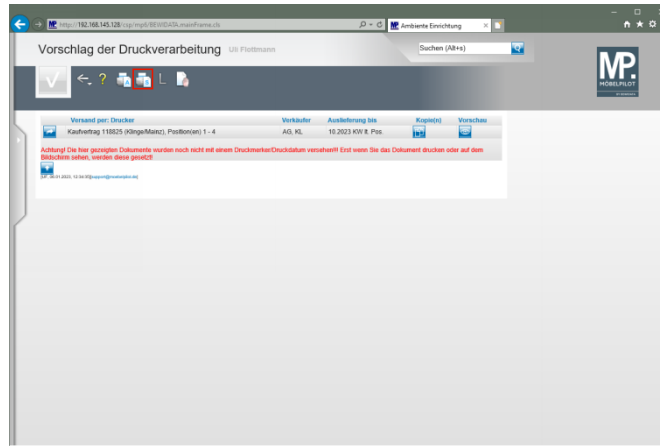 http://192.168.145.128/csp/mpll/BEWIDATA.mainFrame.cls
Ambiente Einrichtung
Vorschlag der Druckverarbeitung Uli Flottmann
Suchen (Alt+s)
MP.
MÖBELPILOT
Versand per: Drucker Verkäufer Auslieferung bis Kopie(n) Vorschau
Kaufvertrag 118825 (Klinge/Mainz), Position(en) 1 - 4 AG, KL 10.2023 KW lt. Pos.
Achtung! Die hier gezeigten Dokumente wurden noch nicht mit einem Druckmerker/Druckdatum versehen!!! Erst wenn Sie das Dokument drucken oder auf dem
Bildschirm sehen, werden diese gesetzt!